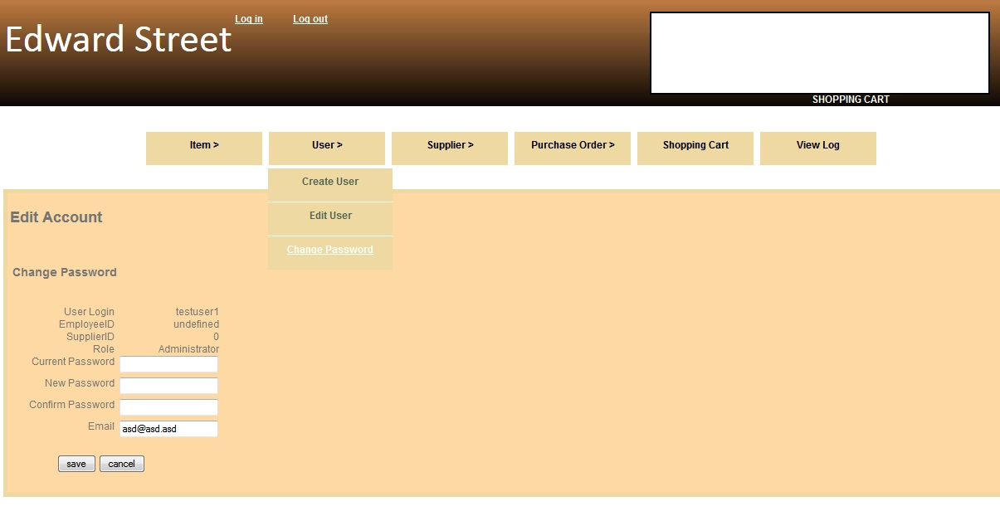 Log in Log out
Edward Street
SHOPPING CART
Item > User > Supplier > Purchase Order > Shopping Cart View Log
Create User
Edit User
Change Password
Edit Account
Change Password
User Login testuser1
EmployeeID undefined
SupplierID 0
Role Administrator
Current Password
New Password
Confirm Password
Email asd@asd.asd
save cancel